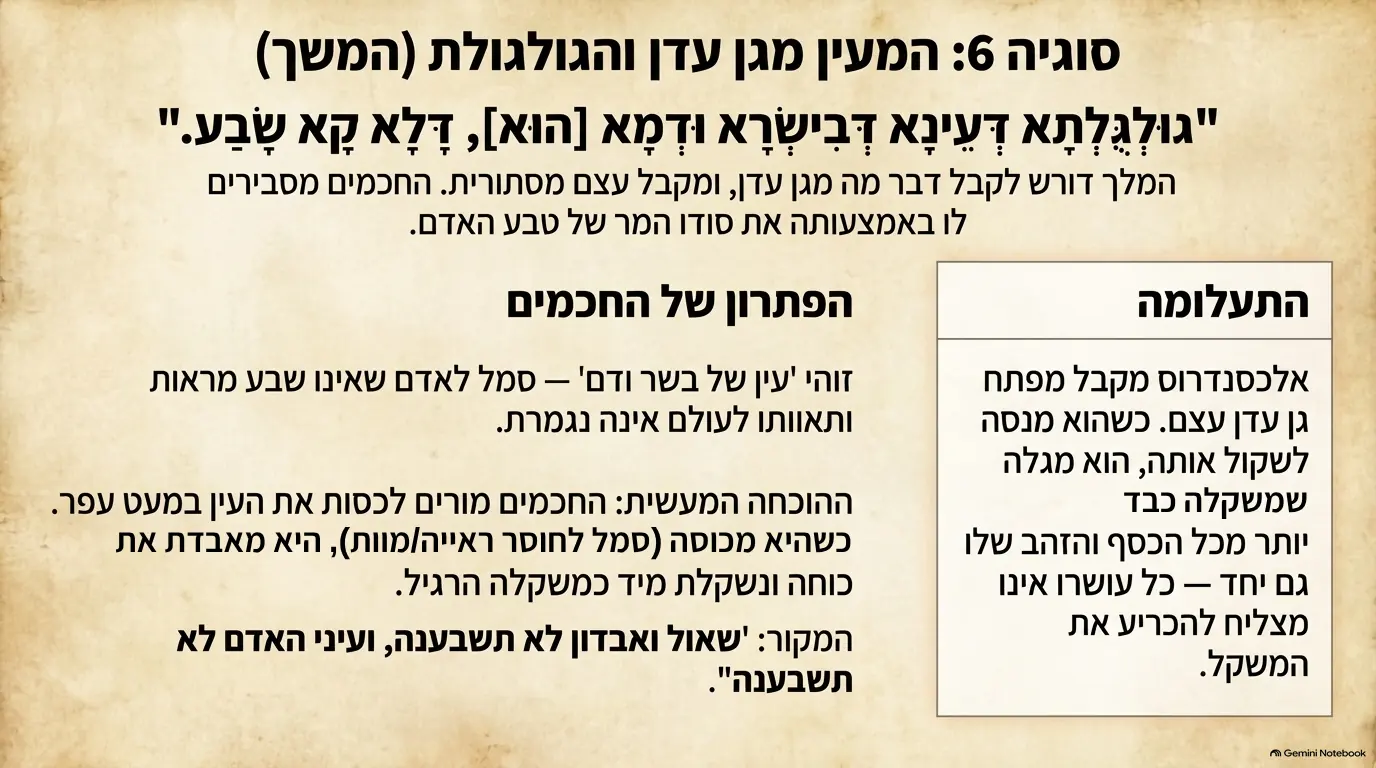 סוגיה 6: המעין מגן עדן והגולגולת (המשך)
"גּוּלְגֻּלְתָּא דְּעֵינָא דְּבִישְׂרָא וּדְמָא [הוּא], דְּלָא קָא שָׂבַע."
המלך דורש לקבל דבר מה מגן עדן, ומקבל עצם מסתורית. החכמים מסבירים
לו באמצעותה את סודו המר של טבע האדם.
התעלומה
אלכסנדרוס מקבל מפתח
גן עדן עצם. כשהוא מנסה
לשקול אותה, הוא מגלה
שמשקלה כבד
יותר מכל הכסף והזהב שלו
גם יחד – כל עושרו אינו
מצליח להכריע את
המשקל.
הפתרון של החכמים
זוהי 'עין של בשר ודם' – סמל לאדם שאינו שבע מראות
ותאוותו לעולם אינה נגמרת.
ההוכחה המעשית: החכמים מורים לכסות את העין במעט עפר.
כשהיא מכוסה (סמל לחוסר ראייה/מוות), היא מאבדת את
כוחה ונשקלת מיד כמשקלה הרגיל.
המקור: 'שאול ואבדון לא תשבענה, ועיני האדם לא
תשבענה".
Gemini Notebook